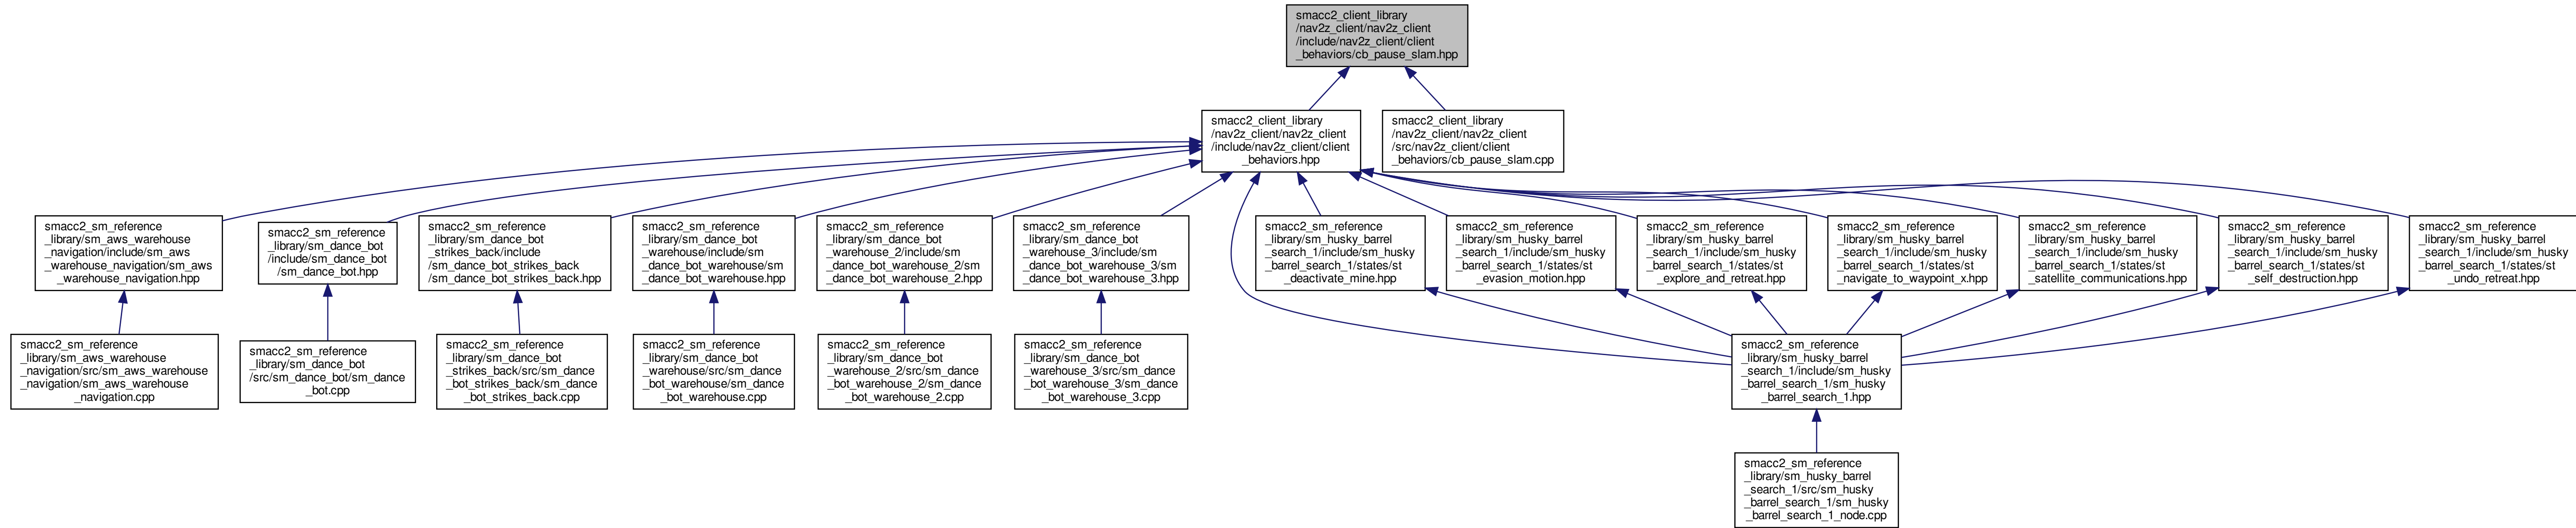 smacc2_client_library
/nav2z_client/nav2z_client
/include/nav2z_client/client
_behaviors/cb_pause_slam.hpp
smacc2_client_library
/nav2z_client/nav2z_client
/include/nav2z_client/client
_behaviors.hpp
smacc2_client_library
/nav2z_client/nav2z_client
/src/nav2z_client/client
_behaviors/cb_pause_slam.cpp
smacc2_sm_reference
_library/sm_aws_warehouse
_navigation/include/sm_aws
_warehouse_navigation/sm_aws
_warehouse_navigation.hpp
smacc2_sm_reference
_library/sm_dance_bot
/include/sm_dance_bot
/sm_dance_bot.hpp
smacc2_sm_reference
_library/sm_dance_bot
_strikes_back/include
/sm_dance_bot_strikes_back
/sm_dance_bot_strikes_back.hpp
smacc2_sm_reference
_library/sm_dance_bot
_warehouse/include/sm
_dance_bot_warehouse/sm
_dance_bot_warehouse.hpp
smacc2_sm_reference
_library/sm_dance_bot
_warehouse_2/include/sm
_dance_bot_warehouse_2/sm
_dance_bot_warehouse_2.hpp
smacc2_sm_reference
_library/sm_dance_bot
_warehouse_3/include/sm
_dance_bot_warehouse_3/sm
_dance_bot_warehouse_3.hpp
smacc2_sm_reference
_library/sm_husky_barrel
_search_1/include/sm_husky
_barrel_search_1/states/st
_deactivate_mine.hpp
smacc2_sm_reference
_library/sm_husky_barrel
_search_1/include/sm_husky
_barrel_search_1/states/st
_evasion_motion.hpp
smacc2_sm_reference
_library/sm_husky_barrel
_search_1/include/sm_husky
_barrel_search_1/states/st
_explore_and_retreat.hpp
smacc2_sm_reference
_library/sm_husky_barrel
_search_1/include/sm_husky
_barrel_search_1/states/st
_navigate_to_waypoint_x.hpp
smacc2_sm_reference
_library/sm_husky_barrel
_search_1/include/sm_husky
_barrel_search_1/states/st
_satellite_communications.hpp
smacc2_sm_reference
_library/sm_husky_barrel
_search_1/include/sm_husky
_barrel_search_1/states/st
_self_destruction.hpp
smacc2_sm_reference
_library/sm_husky_barrel
_search_1/include/sm_husky
_barrel_search_1/states/st
_undo_retreat.hpp
smacc2_sm_reference
_library/sm_aws_warehouse
_navigation/src/sm_aws_warehouse
_navigation/sm_aws_warehouse
_navigation.cpp
smacc2_sm_reference
_library/sm_dance_bot
/src/sm_dance_bot/sm_dance
_bot.cpp
smacc2_sm_reference
_library/sm_dance_bot
_strikes_back/src/sm_dance
_bot_strikes_back/sm_dance
_bot_strikes_back.cpp
smacc2_sm_reference
_library/sm_dance_bot
_warehouse/src/sm_dance
_bot_warehouse/sm_dance
_bot_warehouse.cpp
smacc2_sm_reference
_library/sm_dance_bot
_warehouse_2/src/sm_dance
_bot_warehouse_2/sm_dance
_bot_warehouse_2.cpp
smacc2_sm_reference
_library/sm_dance_bot
_warehouse_3/src/sm_dance
_bot_warehouse_3/sm_dance
_bot_warehouse_3.cpp
smacc2_sm_reference
_library/sm_husky_barrel
_search_1/include/sm_husky
_barrel_search_1/sm_husky
_barrel_search_1.hpp
smacc2_sm_reference
_library/sm_husky_barrel
_search_1/src/sm_husky
_barrel_search_1/sm_husky
_barrel_search_1_node.cpp